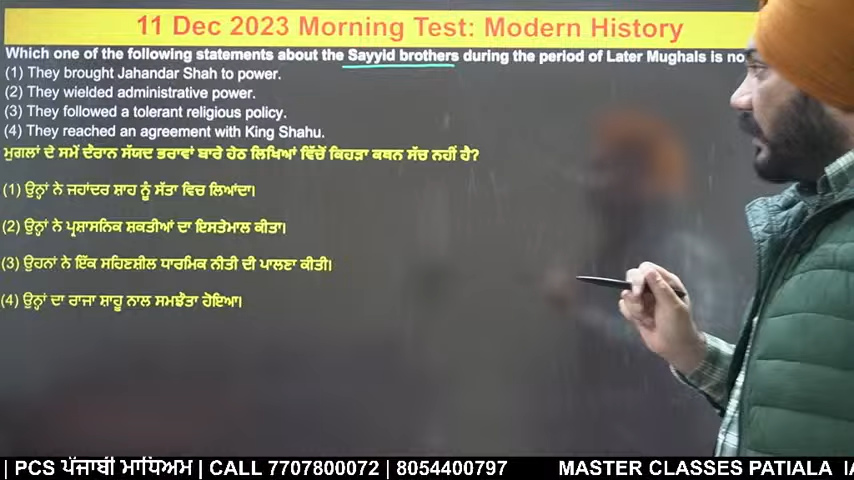 11 Dec 2023 Morning Test: Modern History
Which one of the following statements about the Sayyid brothers during the period of Later Mughals is no
(1) They brought Jahandar Shah to power.
(2) They wielded administrative power.
(3) They followed a tolerant religious policy.
(4) They reached an agreement with King Shahu.
ਮੁਗਲਾਂ ਦੇ ਸਮੇਂ ਦੌਰਾਨ ਸੱਯਦ ਭਰਾਵਾਂ ਬਾਰੇ ਹੇਠ ਲਿਖਿਆਂ ਵਿੱਚੋਂ ਕਿਹੜਾ ਕਥਨ ਸੱਚ ਨਹੀਂ ਹੈ?
(1) ਉਨ੍ਹਾਂ ਨੇ ਜਹਾਂਦਰ ਸ਼ਾਹ ਨੂੰ ਸੱਤਾ ਵਿਚ ਲਿਆਂਦਾ।
(2) ਉਨ੍ਹਾਂ ਨੇ ਪ੍ਰਸ਼ਾਸਨਿਕ ਸ਼ਕਤੀਆਂ ਦਾ ਇਸਤੇਮਾਲ ਕੀਤਾ।
(3) ਉਹਨਾਂ ਨੇ ਇੱਕ ਸਹਿਣਸ਼ੀਲ ਧਾਰਮਿਕ ਨੀਤੀ ਦੀ ਪਾਲਣਾ ਕੀਤੀ।
(4) ਉਨ੍ਹਾਂ ਦਾ ਰਾਜਾ ਸ਼ਾਹੂ ਨਾਲ ਸਮਝੌਤਾ ਹੋਇਆ।
| PCS ਪੰਜਾਬੀ ਮਾਧਿਅਮ | CALL 7707800072 | 8054400797 MASTER CLASSES PATIALA IA